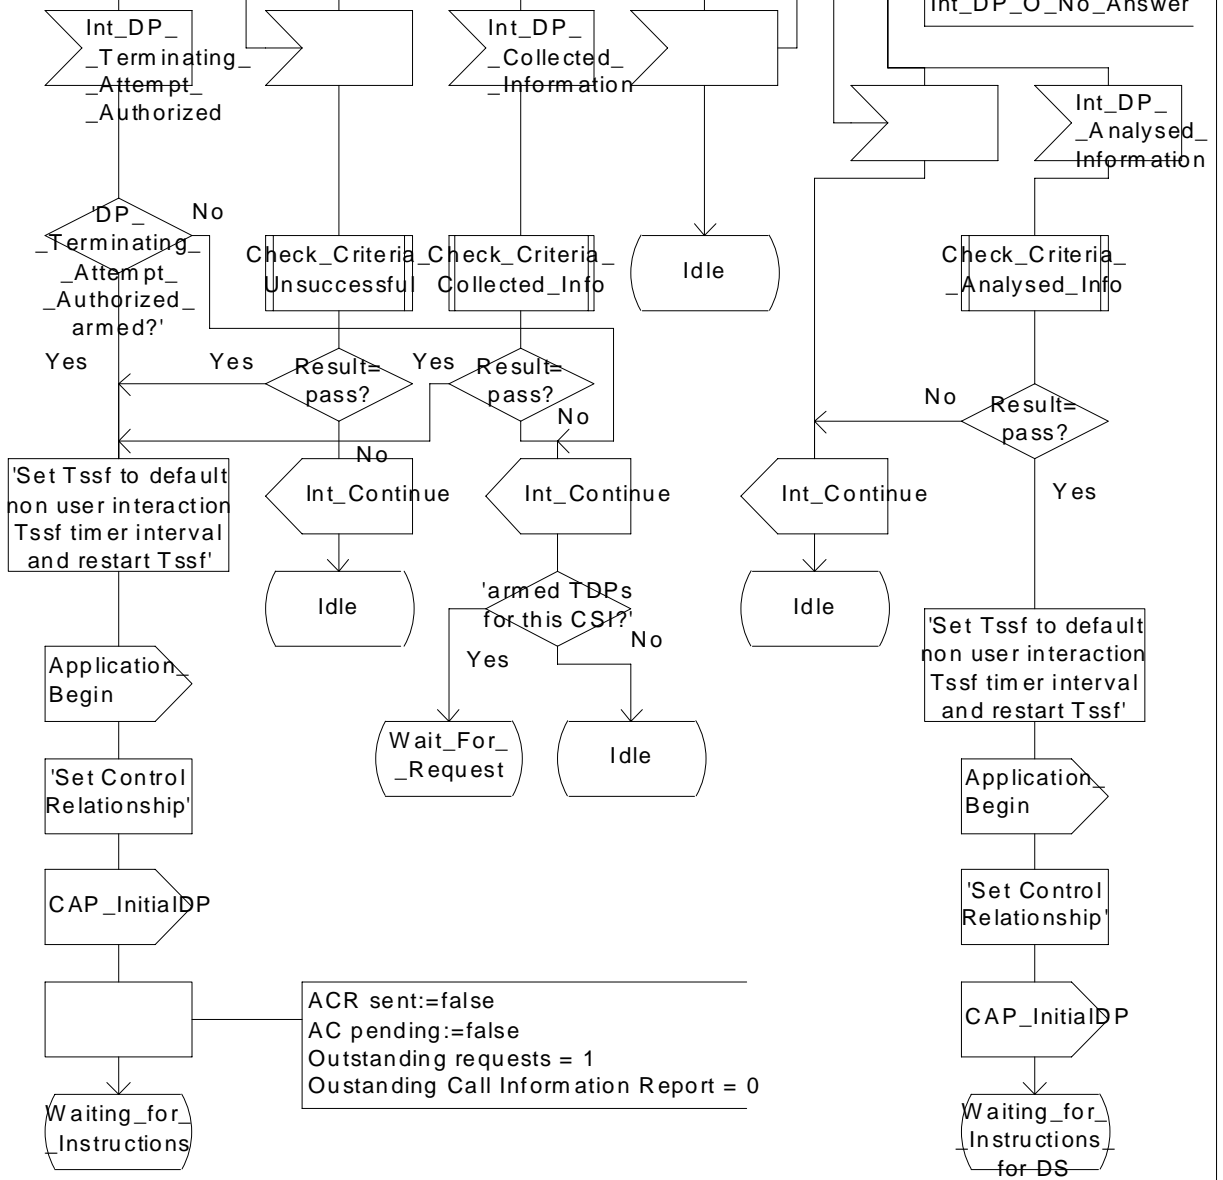 Int_DP_O_No_Answer
Int_DP_
_Terminating_
_Attempt_
_Authorized
Int_DP_
_Collected_
_Information
Int_DP_
_Analysed_
Information
'DP_
_Terminating_
_Attempt_
_Authorized_
armed?'
No
Yes
Check_Criteria_
Unsuccessful
Check_Criteria_
Collected_Info
Idle
Check_Criteria_
_Analysed_Info
Yes
Result=
pass?
No
Yes
Result=
pass?
No
No
Result=
pass?
Yes
'Set Tssf to default
non user interaction
Tssf timer interval
and restart Tssf'
Int_Continue
Int_Continue
Int_Continue
Idle
'armed TDPs
for this CSI?'
Yes
No
Idle
'Set Tssf to default
non user interaction
Tssf timer interval
and restart Tssf'
Application_
Begin
Wait_For_
_Request
Idle
'Set Control
Relationship'
Application_
Begin
CAP_InitialDP
'Set Control
Relationship'
ACR sent:=false
AC pending:=false
Outstanding requests = 1
Oustanding Call Information Report = 0
CAP_InitialDP
Waiting_for_
_Instructions
Waiting_for_
_Instructions_
for DS